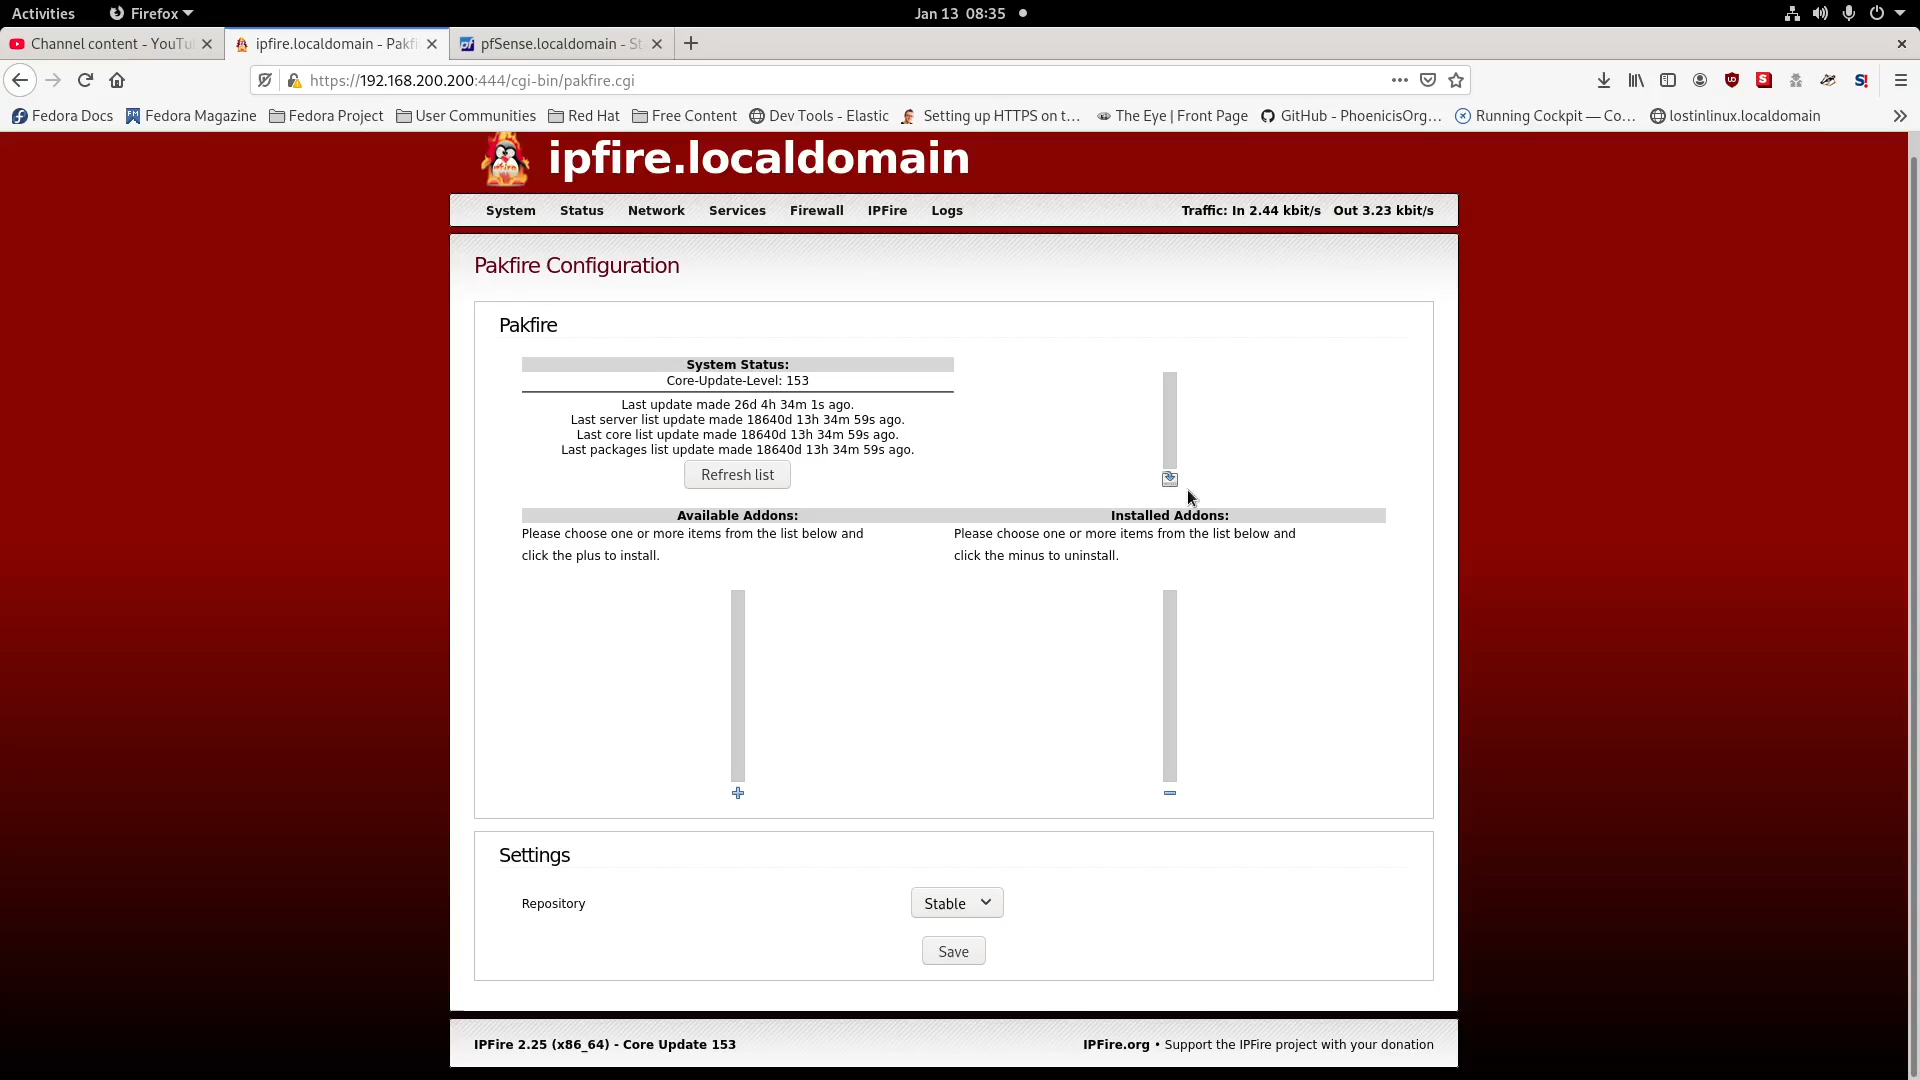 Activities
Firefox
Jan 13 08:35
Channel content - YouTu
ipfire.localdomain - Pakfi
pfSense.localdomain - St
https://192.168.200.200:444/cgi-bin/pakfire.cgi
Fedora Docs
Fedora Magazine
Fedora Project
User Communities
Red Hat
Free Content
Dev Tools - Elastic
Setting up HTTPS on t…
The Eye | Front Page
GitHub - PhoenicisOrg…
Running Cockpit — Co…
lostinlinux.localdomain
ipfire.localdomain
System Status Network Services Firewall IPFire Logs
Traffic: In 2.44 kbit/s Out 3.23 kbit/s
Pakfire Configuration
Pakfire
System Status:
Core-Update-Level: 153
Last update made 26d 4h 34m 1s ago.
Last server list update made 18640d 13h 34m 59s ago.
Last core list update made 18640d 13h 34m 59s ago.
Last packages list update made 18640d 13h 34m 59s ago.
Refresh list
Available Addons:
Please choose one or more items from the list below and
click the plus to install.
Installed Addons:
Please choose one or more items from the list below and
click the minus to uninstall.
Settings
Repository
Stable
Save
IPFire 2.25 (x86_64) - Core Update 153
IPFire.org • Support the IPFire project with your donation